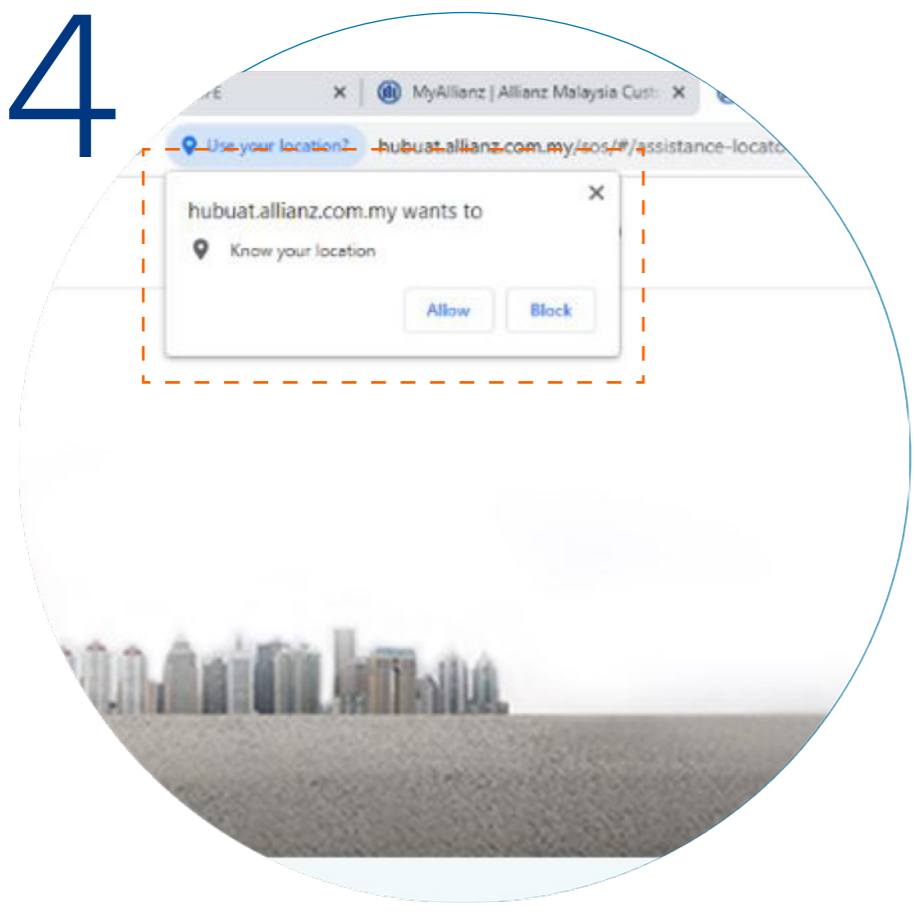 4
MyAllianz | Allianz Malaysia Cust
Use your location? hubuat.allianz.com.my/sos/#/assistance-locato
hubuat.allianz.com.my wants to
Know your location
Allow Block